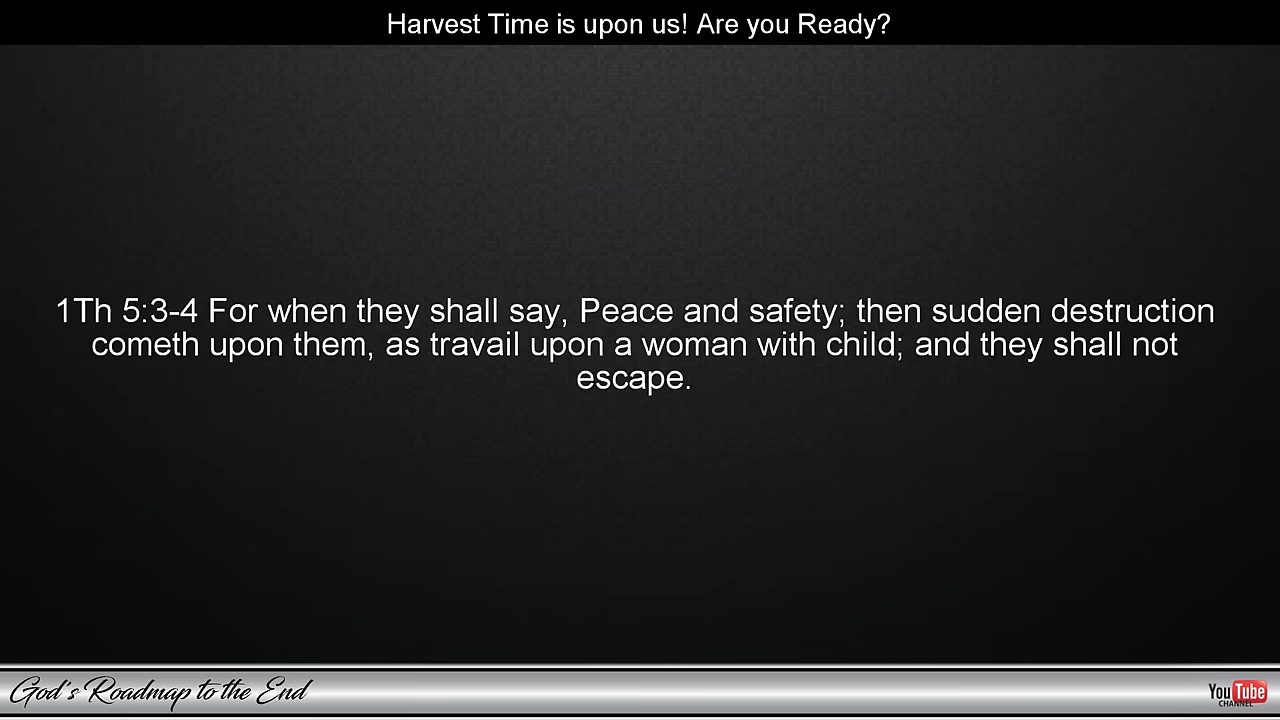 Harvest Time is upon us! Are you Ready?
1Th 5:3-4 For when they shall say, Peace and safety; then sudden destruction
cometh upon them, as travail upon a woman with child; and they shall not
escape.
God's Roadmap to the End
YouTube
CHANNEL